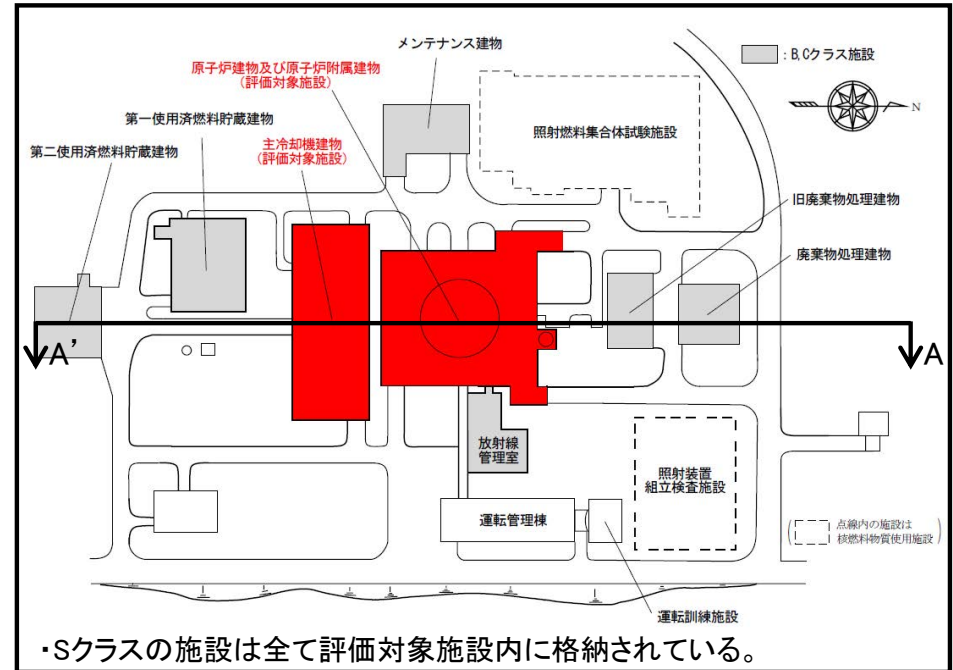 メンテナンス建物
:B,Cクラス施設
原子炉建物及び原子炉附属建物
(評価対象施設)
N
第一使用済燃料貯蔵建物
照射燃料集合体試験施設
主冷却機建物
(評価対象施設)
第二使用済燃料貯蔵建物
旧廃棄物処理建物
廃棄物処理建物
A'
A
放射線
管理室
照射装置
組立検査施設
運転管理棟
点線内の施設は
核燃料物質使用施設
運転訓練施設
・Sクラスの施設は全て評価対象施設内に格納されている。